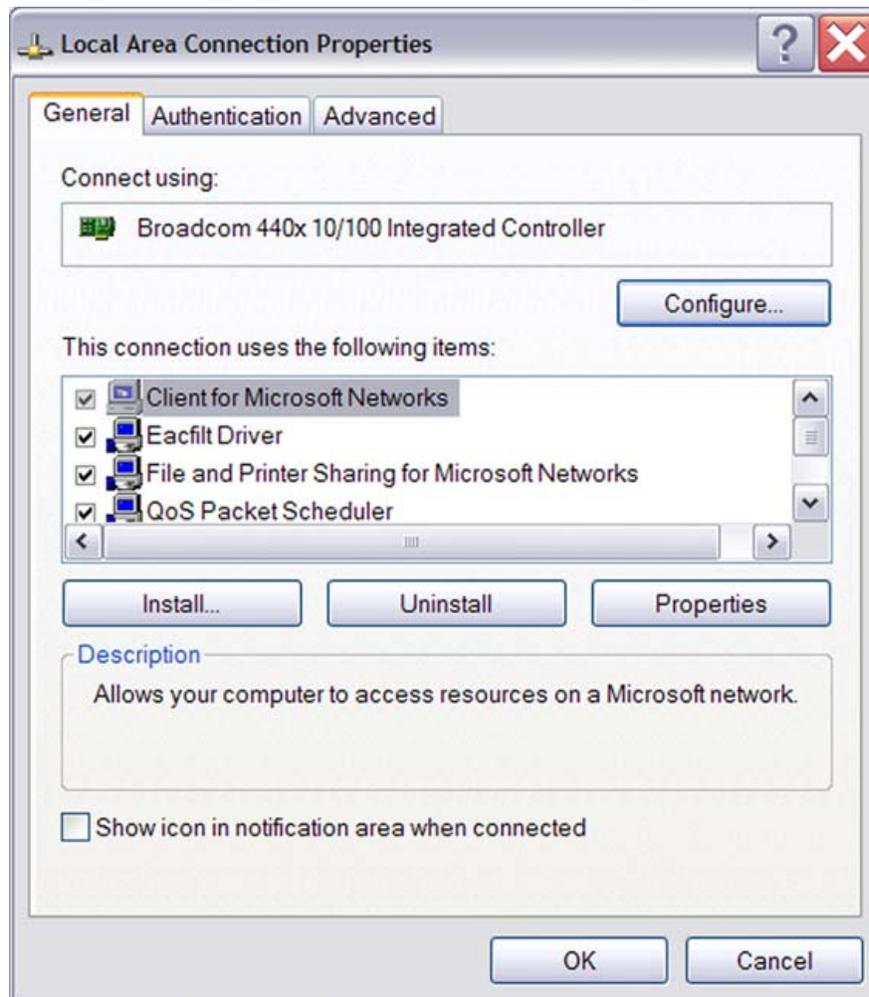 Local Area Connection Properties
General Authentication Advanced
Connect using:
Broadcom 440x 10/100 Integrated Controller
Configure...
This connection uses the following items:
Client for Microsoft Networks
Eacfilt Driver
File and Printer Sharing for Microsoft Networks
QoS Packet Scheduler
Install... Uninstall Properties
Description
Allows your computer to access resources on a Microsoft network.
Show icon in notification area when connected
OK Cancel